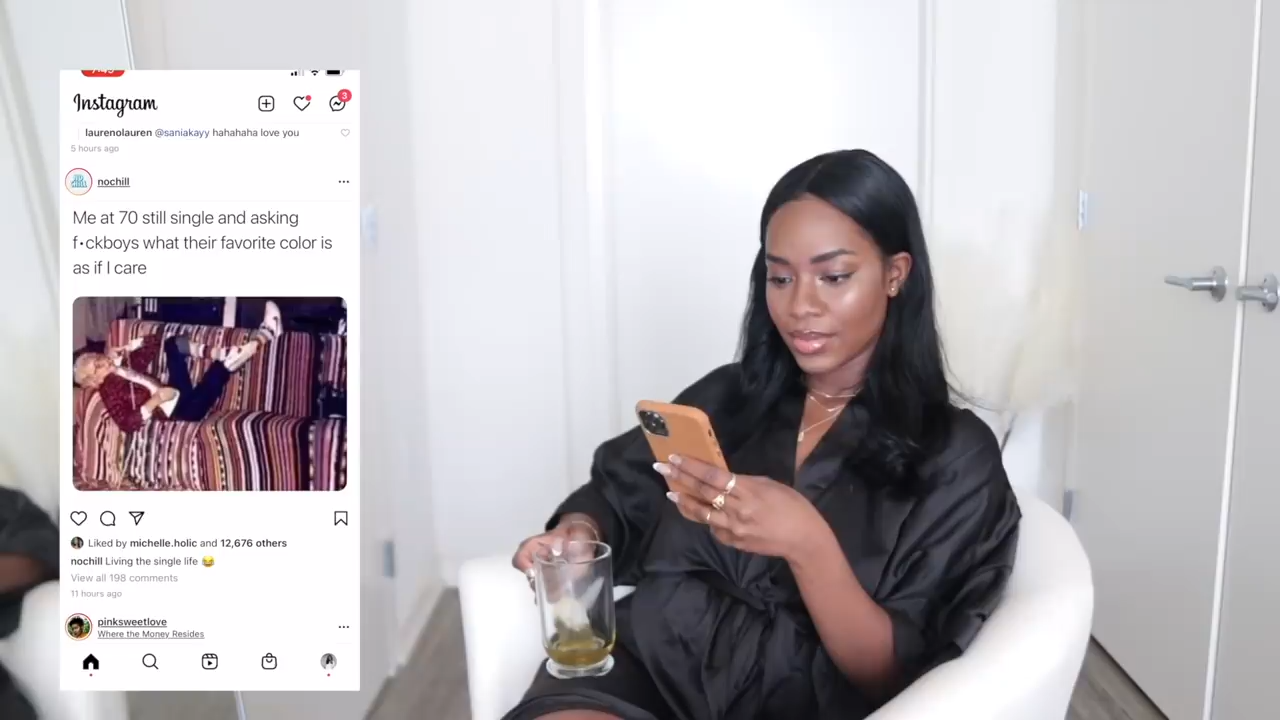 Instagram
3
laurenolauren @saniakayy hahahaha love you
5 hours ago
nochill
Me at 70 still single and asking
f•ckboys what their favorite color is
as if I care
Liked by michelle.holic and 12,676 others
nochill Living the single life 😂
View all 198 comments
11 hours ago
pinksweetlove
Where the Money Resides